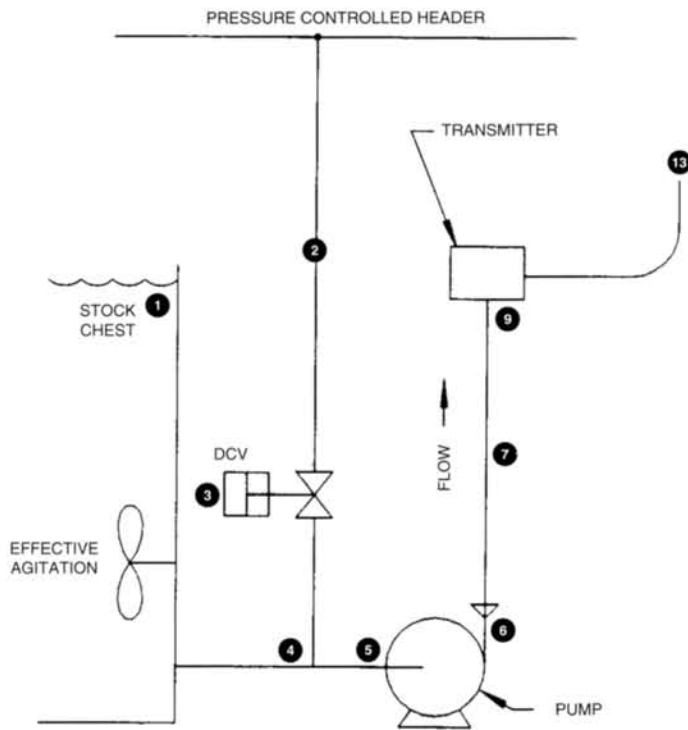 PRESSURE CONTROLLED HEADER
TRANSMITTER
13
2
1
STOCK
CHEST
9
FLOW
7
DCV
3
EFFECTIVE
AGITATION
6
4
5
PUMP